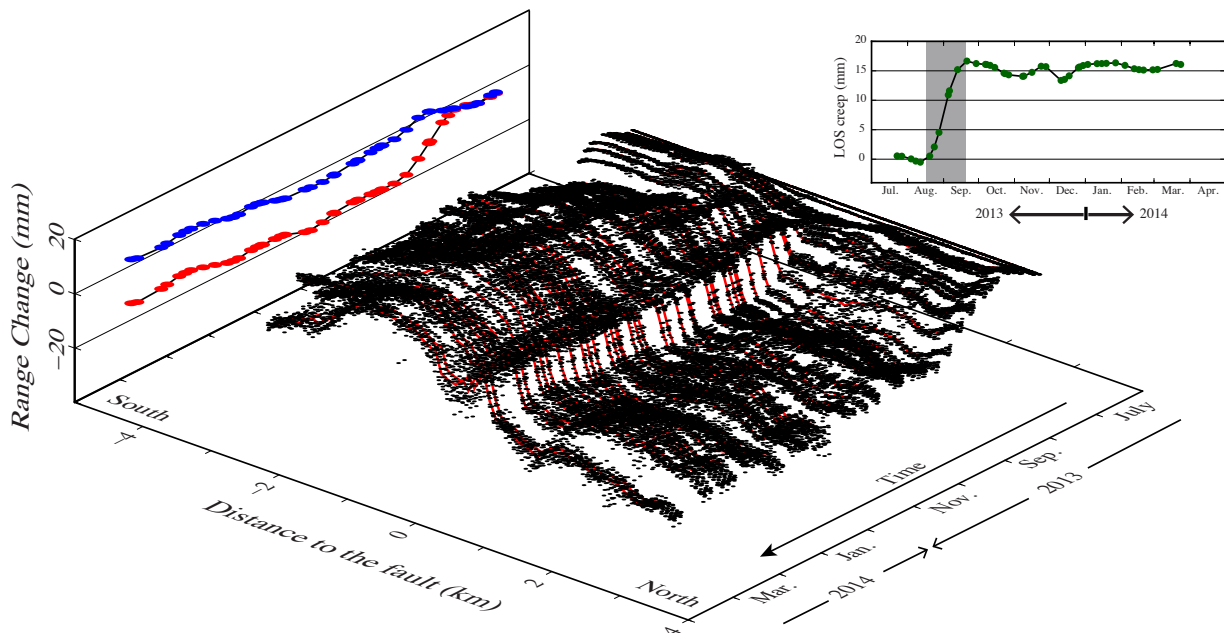 20
15
10
5
0
LOS creep (mm)
Jul. Aug. Sep. Oct. Nov. Dec. Jan. Feb. Mar. Apr.
2013 2014
Range Change (mm)
20
0
-20
South
-4
-2
0
2
4
North
Distance to the fault (km)
Time
July
Sep.
Nov.
Jan.
Mar.
2013
2014